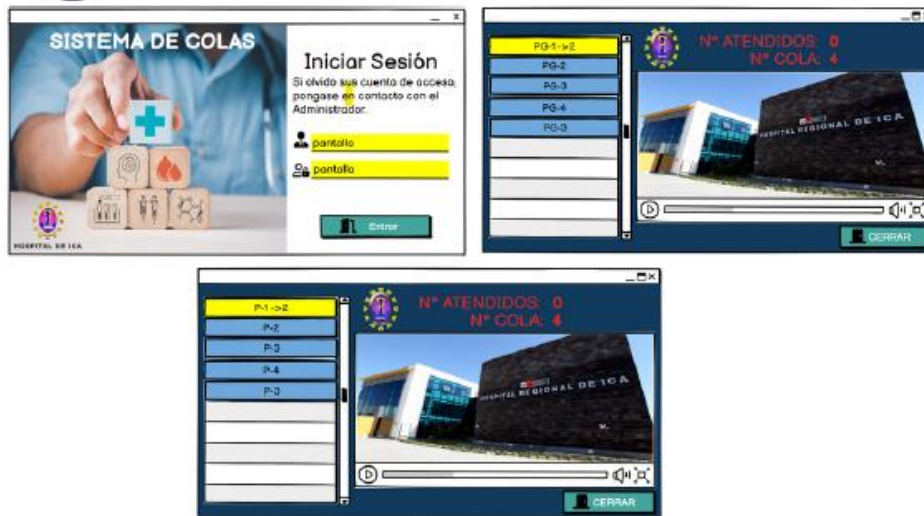 SISTEMA DE COLAS
Iniciar Sesión
Si olvido sus cuenta de acceso,
pongase en contacto con el
Administrador.
pantalla
pantalla
Entrar
HOSPITAL DE ICA
PG-1->2
PG-2
PG-3
PG-4
PG-3
N° ATENDIDOS: 0
N° COLA: 4
HOSPITAL REGIONAL DE ICA
CERRAR
P-1->2
P-2
P-3
P-4
P-3
N° ATENDIDOS: 0
N° COLA: 4
HOSPITAL REGIONAL DE ICA
CERRAR